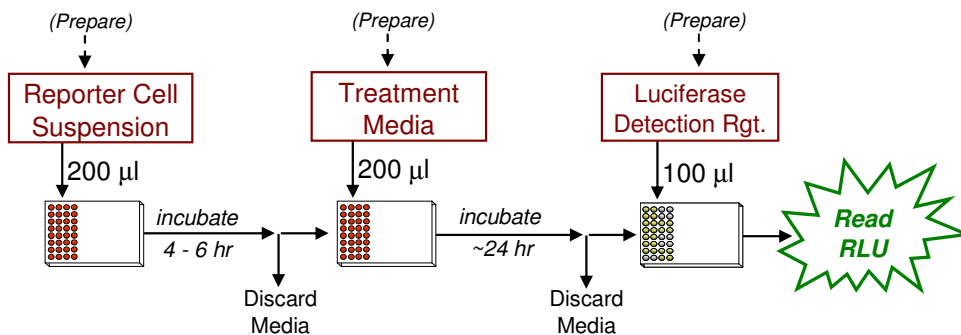 (Prepare)
Reporter Cell
Suspension
200 µl
incubate
4 - 6 hr
Discard
Media
(Prepare)
Treatment
Media
200 µl
incubate
~24 hr
Discard
Media
(Prepare)
Luciferase
Detection Rgt.
100 µl
Read
RLU